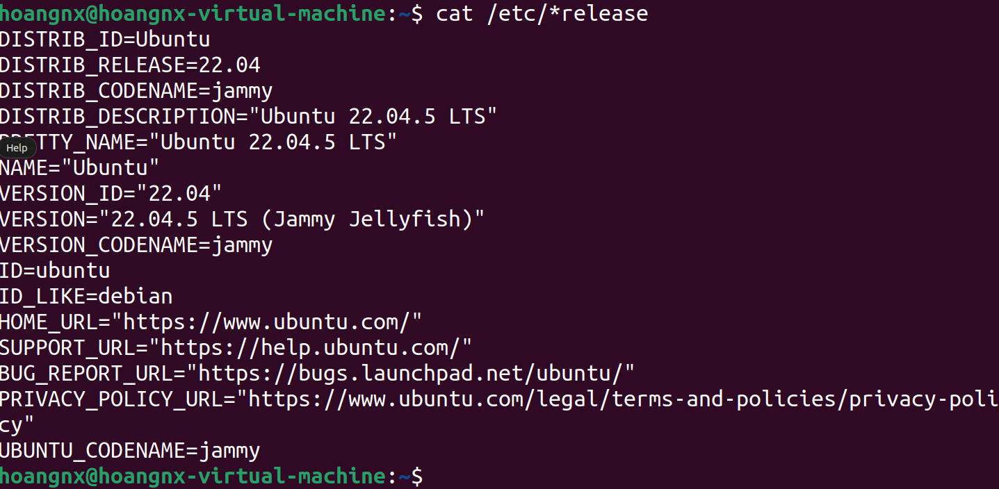 hoangnx@hoangnx-virtual-machine:~$ cat /etc/*release
DISTRIB_ID=Ubuntu
DISTRIB_RELEASE=22.04
DISTRIB_CODENAME=jammy
DISTRIB_DESCRIPTION="Ubuntu 22.04.5 LTS"
PRETTY_NAME="Ubuntu 22.04.5 LTS"
Help
NAME="Ubuntu"
VERSION_ID="22.04"
VERSION="22.04.5 LTS (Jammy Jellyfish)"
VERSION_CODENAME=jammy
ID=ubuntu
ID_LIKE=debian
HOME_URL="https://www.ubuntu.com/"
SUPPORT_URL="https://help.ubuntu.com/"
BUG_REPORT_URL="https://bugs.launchpad.net/ubuntu/"
PRIVACY_POLICY_URL="https://www.ubuntu.com/legal/terms-and-policies/privacy-poli
cy"
UBUNTU_CODENAME=jammy
hoangnx@hoangnx-virtual-machine:~$